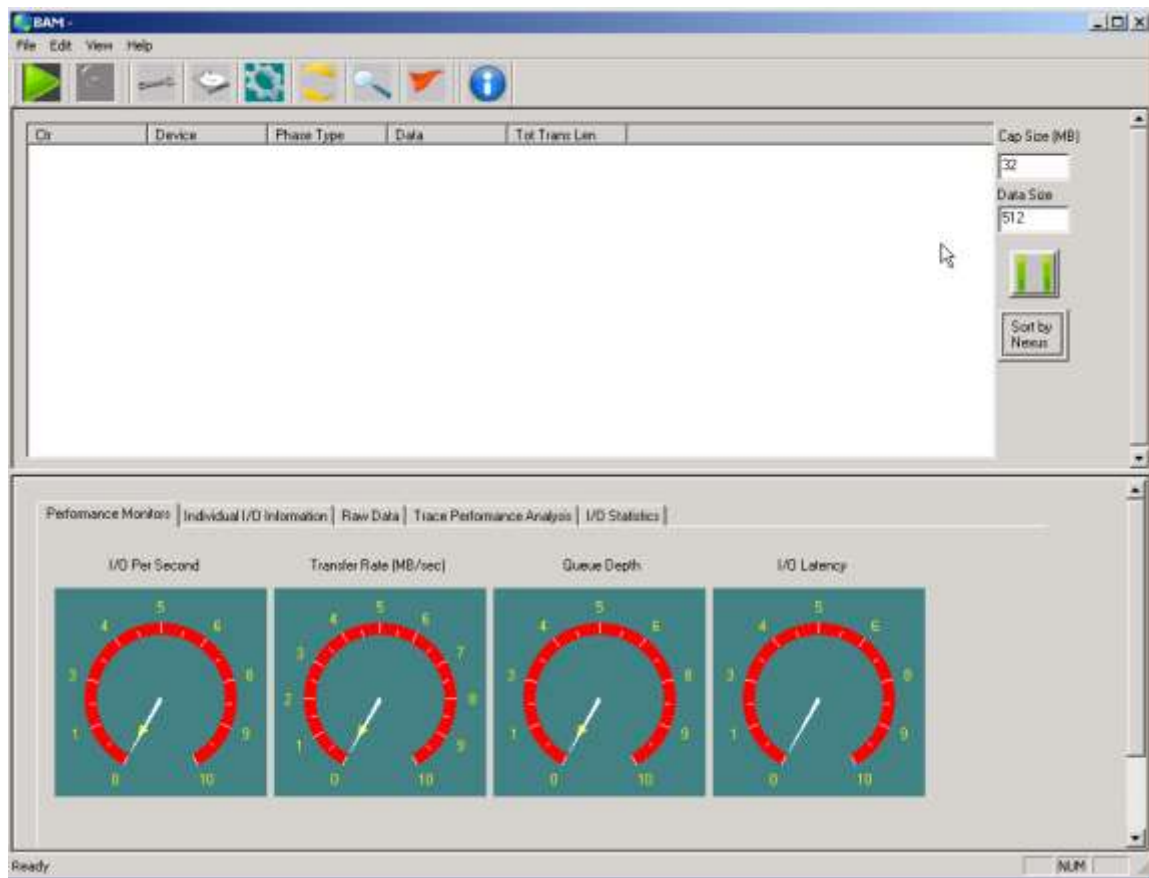 BAM -
File Edit View Help
Ctr Device Phase Type Data Tot Trans Len
Cap Size (MB)
32
Data Size
512
Sort by
Nexus
Performance Monitors Individual I/O Information Raw Data Trace Performance Analysis I/O Statistics
I/O Per Second Transfer Rate (MB/sec) Queue Depth I/O Latency
0 1 3 4 5 6 8 9 10
0 1 2 3 4 5 6 7 8 9 10
0 1 3 4 5 6 8 9 10
0 1 3 4 5 6 8 9 10
Ready NUM